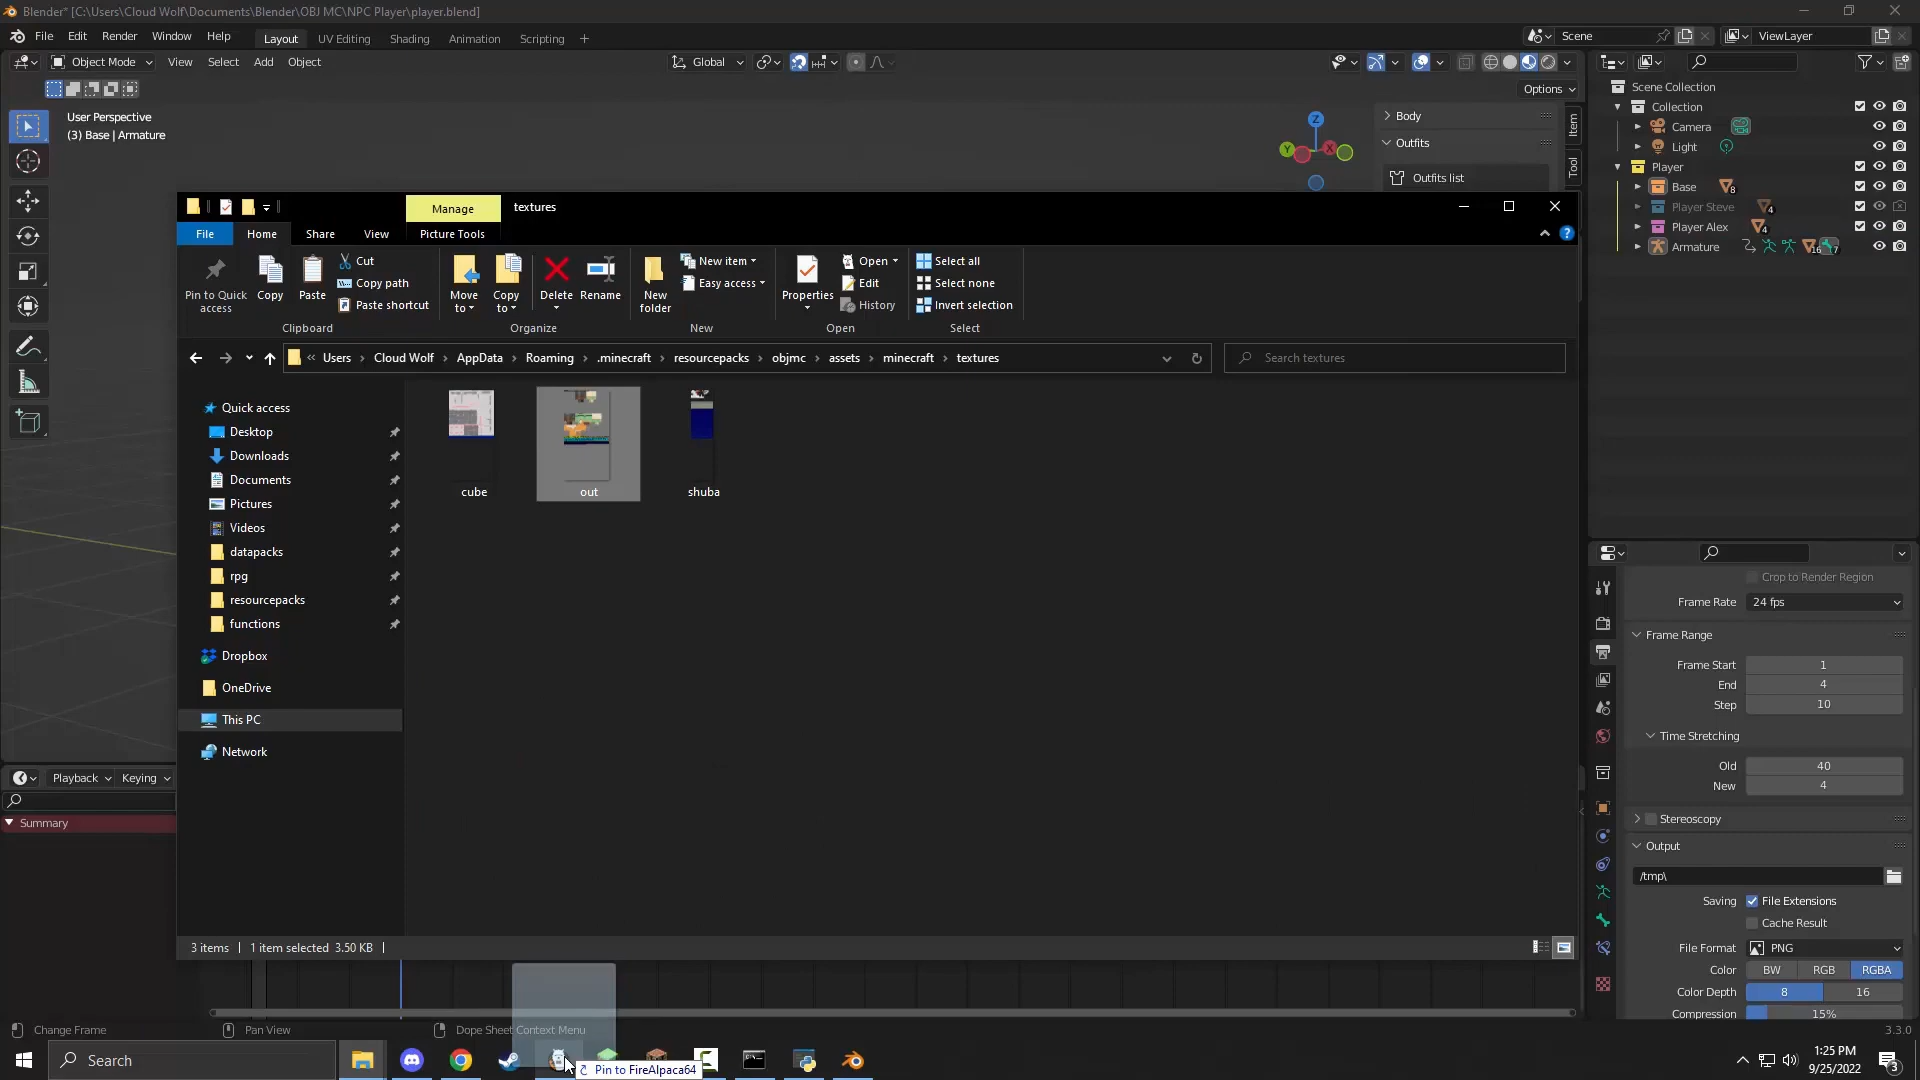 Blender* [C:\Users\Cloud Wolf\Documents\Blender\OBJ MC\NPC Player\player.blend]
File Edit Render Window Help Layout UV Editing Shading Animation Scripting + Scene ViewLayer
Object Mode View Select Add Object Global
Options
User Perspective
(3) Base | Armature
Z
Y
X
Body
Outfits
Outfits list
Item
Tool
Scene Collection
Collection
Camera
Light
Player
Base 8
Player Steve 4
Player Alex 4
Armature 16 7
Manage textures
File Home Share View Picture Tools
Pin to Quick access
Copy
Paste
Cut
Copy path
Paste shortcut
Clipboard
Move to
Copy to
Delete
Rename
Organize
New folder
New item
Easy access
New
Properties
Open
Edit
History
Open
Select all
Select none
Invert selection
Select
« Users > Cloud Wolf > AppData > Roaming > .minecraft > resourcepacks > objmc > assets > minecraft > textures
Search textures
Quick access
Desktop
Downloads
Documents
Pictures
Videos
datapacks
rpg
resourcepacks
functions
Dropbox
OneDrive
This PC
Network
cube
out
shuba
3 items | 1 item selected 3.50 KB |
Crop to Render Region
Frame Rate 24 fps
Frame Range
Frame Start 1
End 4
Step 10
Time Stretching
Old 40
New 4
Stereoscopy
Output
/tmp\
Saving File Extensions
Cache Result
File Format PNG
Color BW RGB RGBA
Color Depth 8 16
Compression 15%
Playback Keying
Summary
Change Frame Pan View Dope Sheet Context Menu
3.3.0
Search
Pin to FireAlpaca64
1:25 PM
9/25/2022
3